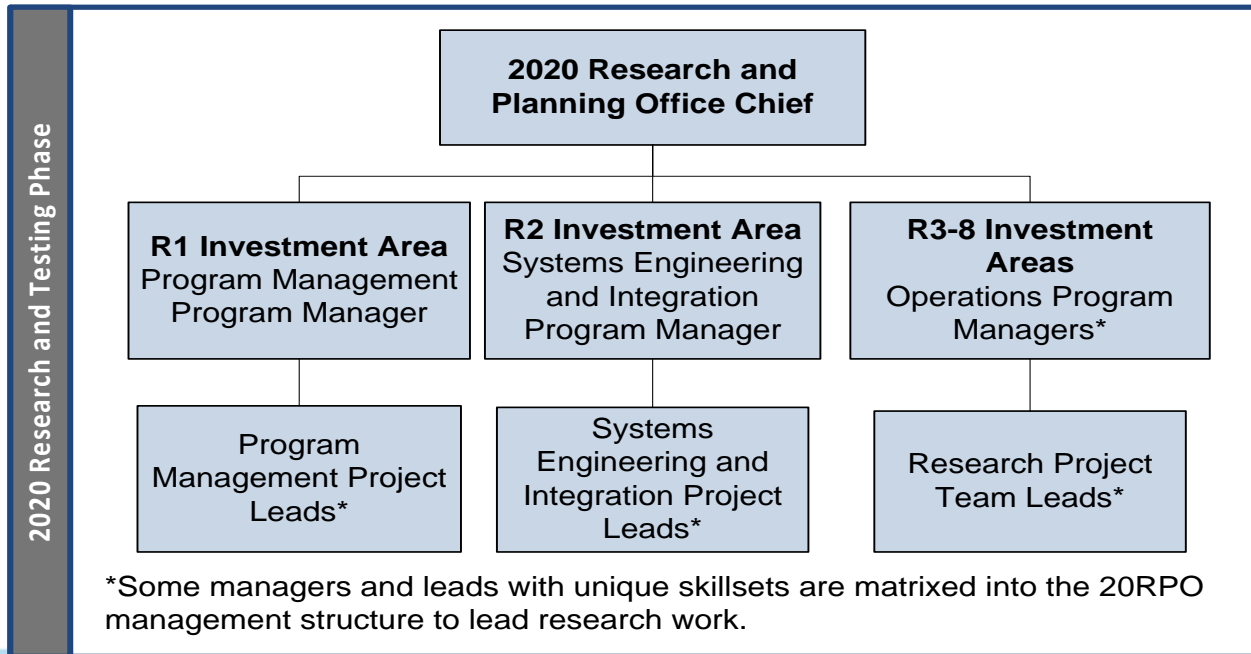 2020 Research and Testing Phase
2020 Research and
Planning Office Chief
R1 Investment Area
Program Management
Program Manager
R2 Investment Area
Systems Engineering
and Integration
Program Manager
R3-8 Investment
Areas
Operations Program
Managers*
Program
Management Project
Leads*
Systems
Engineering and
Integration Project
Leads*
Research Project
Team Leads*
*Some managers and leads with unique skillsets are matrixed into the 20RPO
management structure to lead research work.